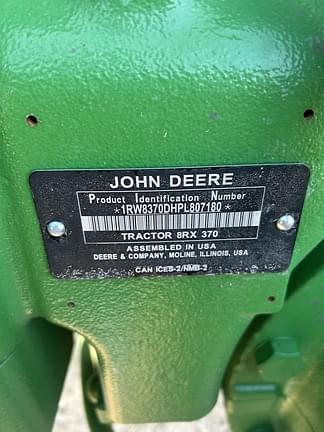 JOHN DEERE
Product Identification Number
*1RW8370DHPL807180*
TRACTOR 8RX 370
ASSEMBLED IN USA
DEERE & COMPANY, MOLINE, ILLINOIS, USA
CAN ICES-2/NMB-2